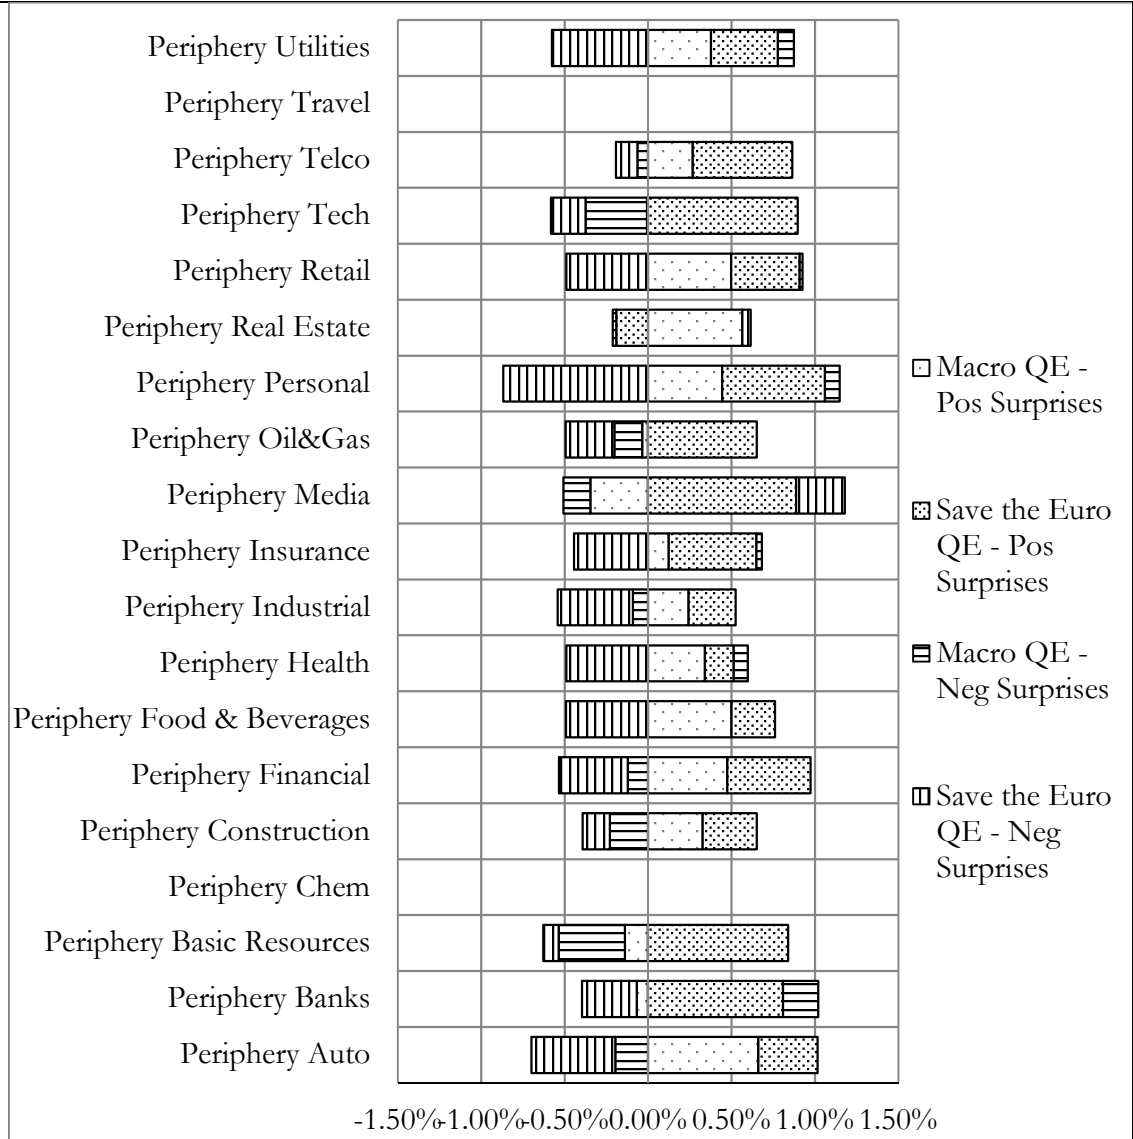 Periphery Utilities
Periphery Travel
Periphery Telco
Periphery Tech
Periphery Retail
Periphery Real Estate
Periphery Personal
Periphery Oil&Gas
Periphery Media
Periphery Insurance
Periphery Industrial
Periphery Health
Periphery Food & Beverages
Periphery Financial
Periphery Construction
Periphery Chem
Periphery Basic Resources
Periphery Banks
Periphery Auto
-1.50% -1.00% -0.50% 0.00% 0.50% 1.00% 1.50%
Macro QE -
Pos Surprises
Save the Euro
QE - Pos
Surprises
Macro QE -
Neg Surprises
Save the Euro
QE - Neg
Surprises